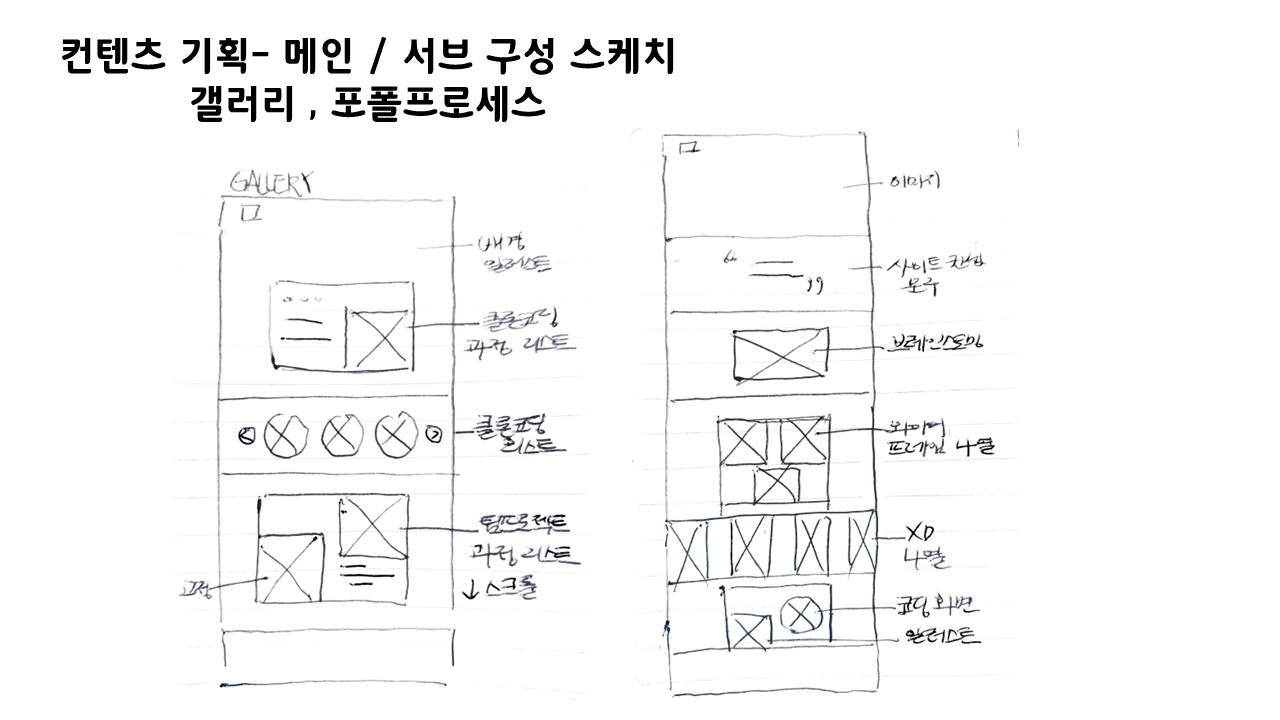 컨텐츠 기획- 메인 / 서브 구성 스케치
갤러리 , 포폴프로세스
GALLERY
배경
일러스트
클론코딩
과정 리스트
클론코딩
리스트
팀프로젝트
과정 리스트
↓ 스크롤
고정
이미지
사이트 컨셉
문구
브레인스토밍
와이어
프레임 나열
XD
나열
코딩 화면
일러스트